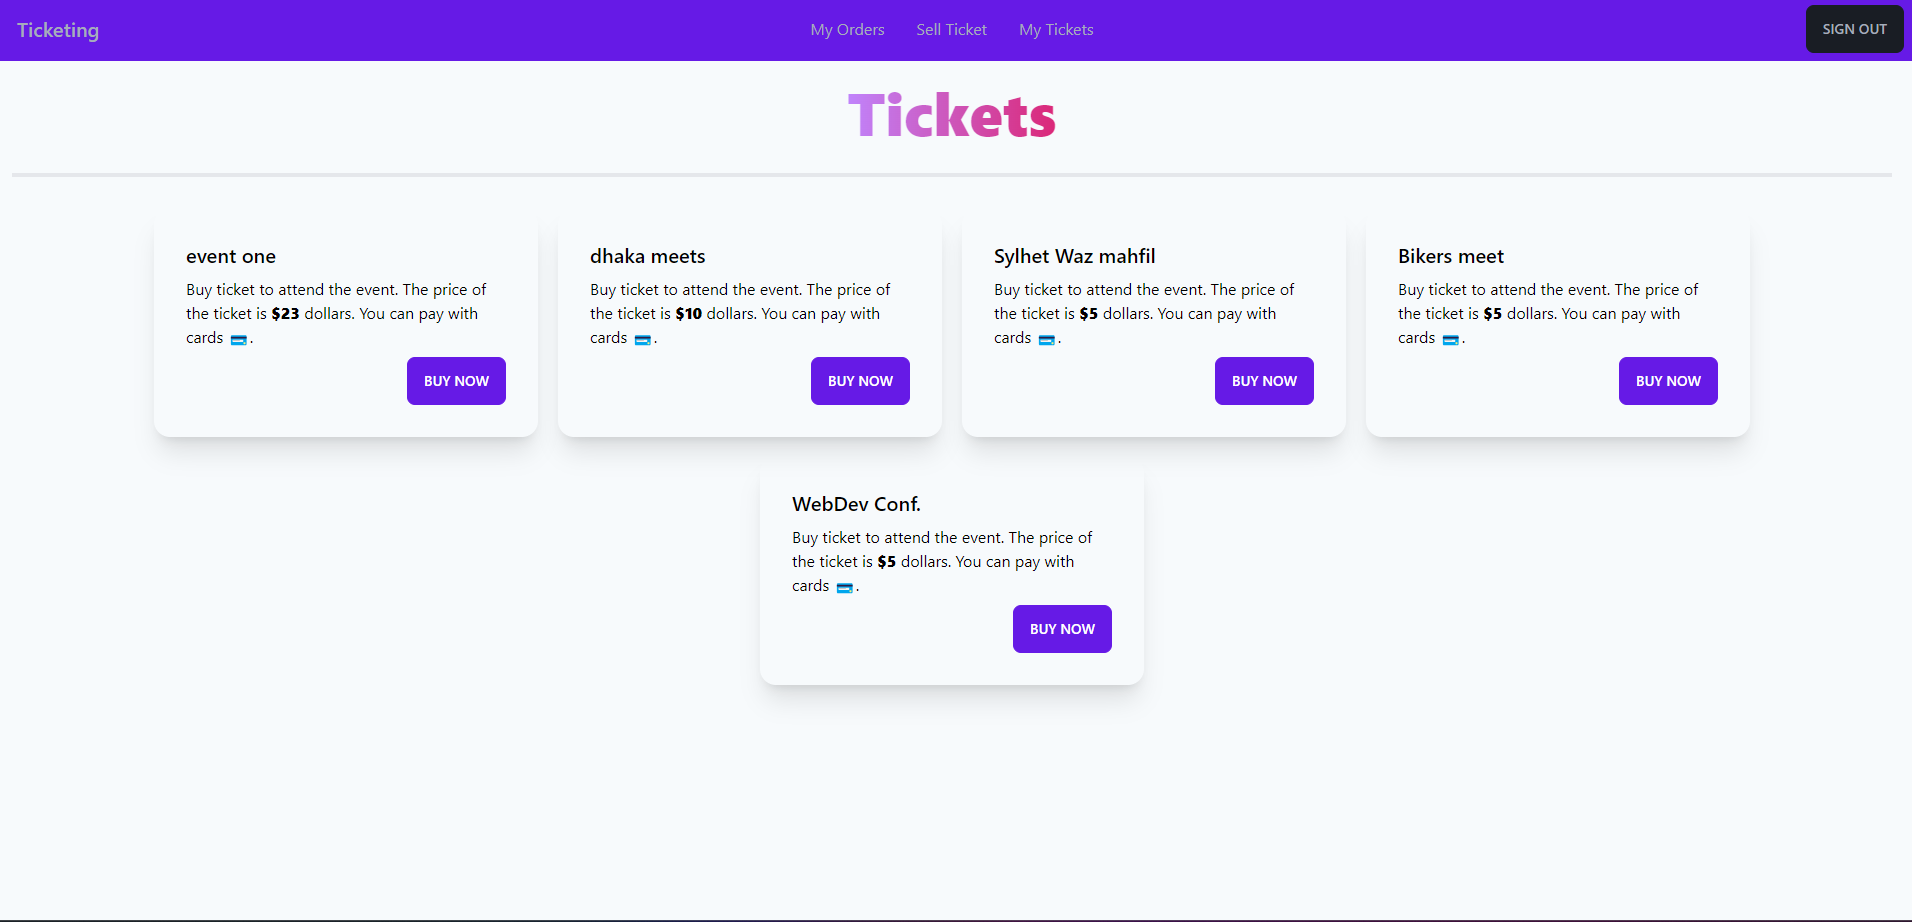 Ticketing
My Orders
Sell Ticket
My Tickets
SIGN OUT
Tickets
event one
Buy ticket to attend the event. The price of
the ticket is $23 dollars. You can pay with
cards 💳.
BUY NOW
dhaka meets
Buy ticket to attend the event. The price of
the ticket is $10 dollars. You can pay with
cards 💳.
BUY NOW
Sylhet Waz mahfil
Buy ticket to attend the event. The price of
the ticket is $5 dollars. You can pay with
cards 💳.
BUY NOW
Bikers meet
Buy ticket to attend the event. The price of
the ticket is $5 dollars. You can pay with
cards 💳.
BUY NOW
WebDev Conf.
Buy ticket to attend the event. The price of
the ticket is $5 dollars. You can pay with
cards 💳.
BUY NOW